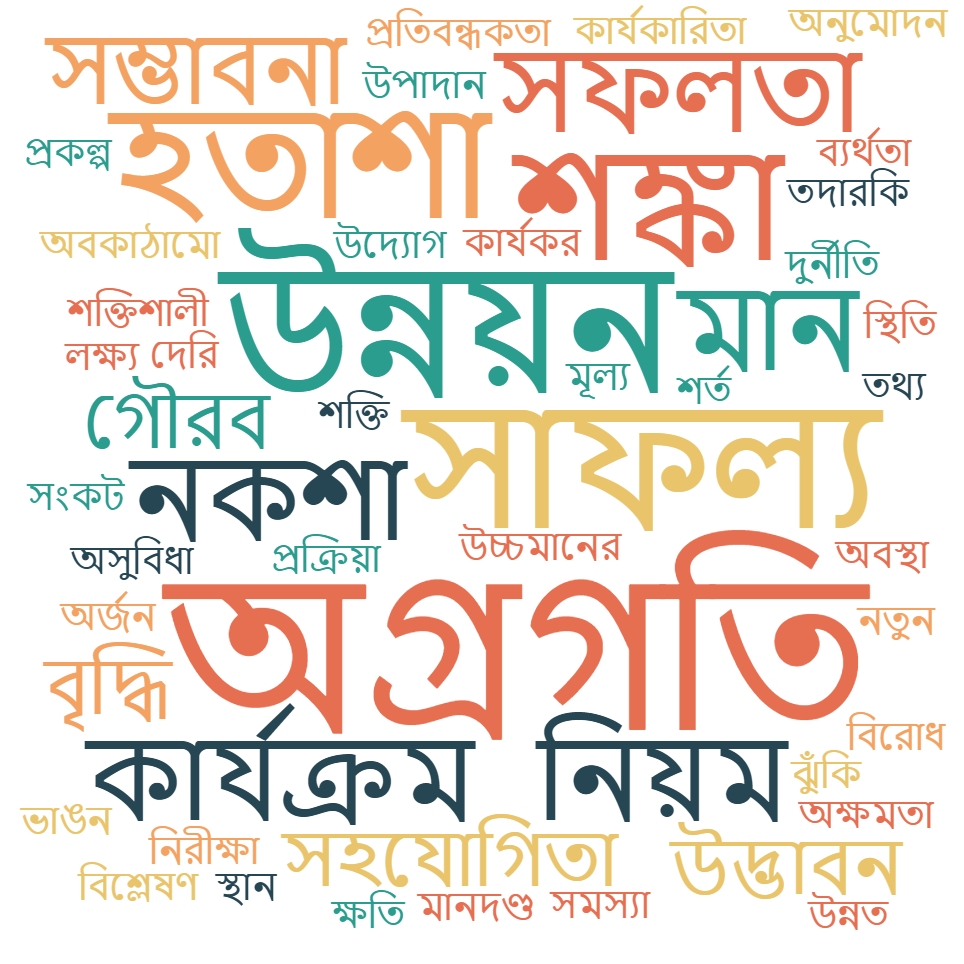 প্রতিবন্ধকতা কার্যকারিতা অনুমোদন
সম্ভাবনা উপাদান সফলতা
প্রকল্প হতাশা শঙ্কা ব্যর্থতা
তদারকি
অবকাঠামো উদ্যোগ কার্যকর দুর্নীতি
শক্তিশালী উন্নয়ন মান স্থিতি
লক্ষ্য দেরি মূল্য শর্ত তথ্য
গৌরব শক্তি সাফল্য
সংকট নকশা
অসুবিধা প্রক্রিয়া উচ্চমানের অবস্থা
অর্জন অগ্রগতি নতুন
বৃদ্ধি
কার্যক্রম নিয়ম বিরোধ
ঝুঁকি
ভাঙন অক্ষমতা
নিরীক্ষা সহযোগিতা উদ্ভাবন
বিশ্লেষণ স্থান
ক্ষতি মানদণ্ড সমস্যা উন্নত